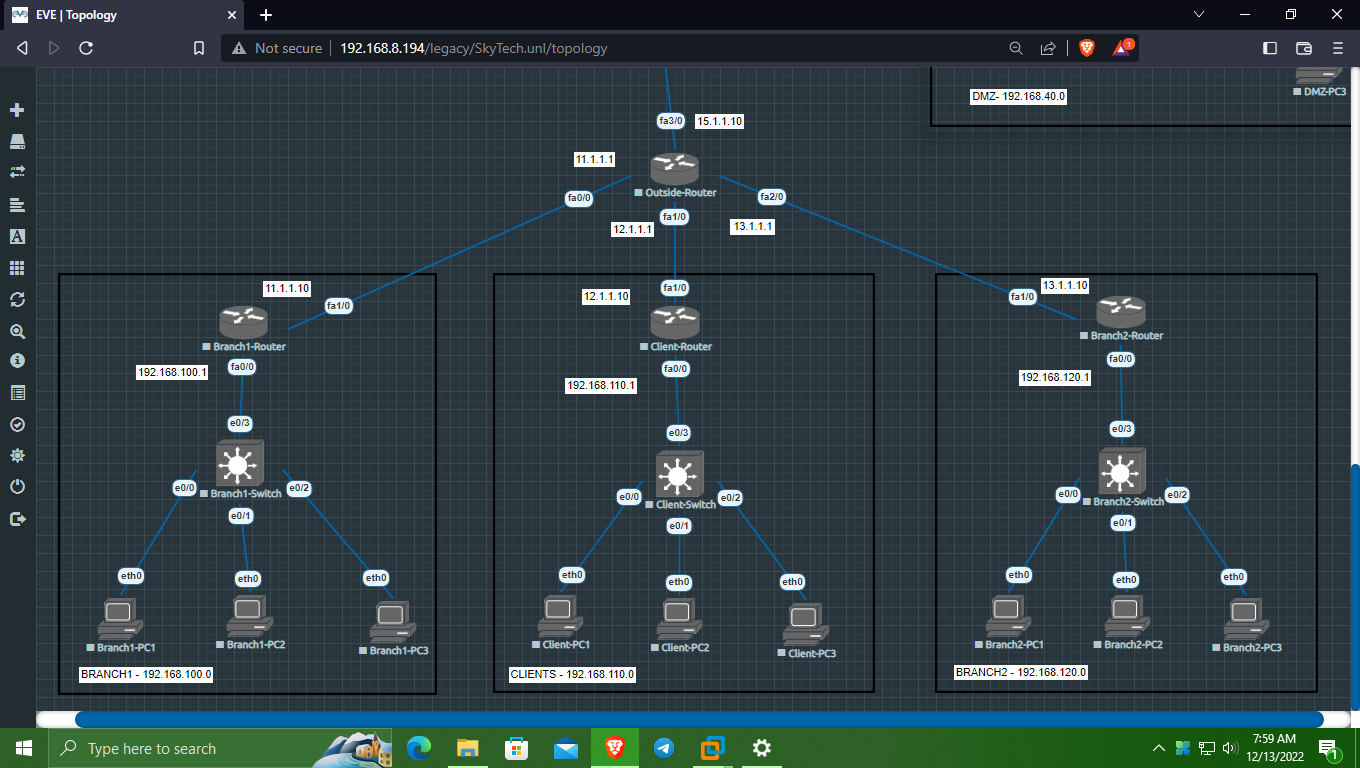 EVE | Topology
Not secure
192.168.8.194/legacy/SkyTech.unl/topology
1
DMZ- 192.168.40.0
DMZ-PC3
fa3/0
15.1.1.10
11.1.1.1
Outside-Router
fa0/0
fa2/0
fa1/0
12.1.1.1
13.1.1.1
11.1.1.10
fa1/0
Branch1-Router
192.168.100.1
fa0/0
e0/3
Branch1-Switch
e0/0
e0/2
e0/1
eth0
eth0
eth0
Branch1-PC1
Branch1-PC2
Branch1-PC3
BRANCH1 - 192.168.100.0
fa1/0
12.1.1.10
Client-Router
fa0/0
192.168.110.1
e0/3
Client-Switch
e0/0
e0/2
e0/1
eth0
eth0
eth0
Client-PC1
Client-PC2
Client-PC3
CLIENTS - 192.168.110.0
13.1.1.10
fa1/0
Branch2-Router
fa0/0
192.168.120.1
e0/3
Branch2-Switch
e0/0
e0/2
e0/1
eth0
eth0
eth0
Branch2-PC1
Branch2-PC2
Branch2-PC3
BRANCH2 - 192.168.120.0
Type here to search
7:59 AM
12/13/2022
1